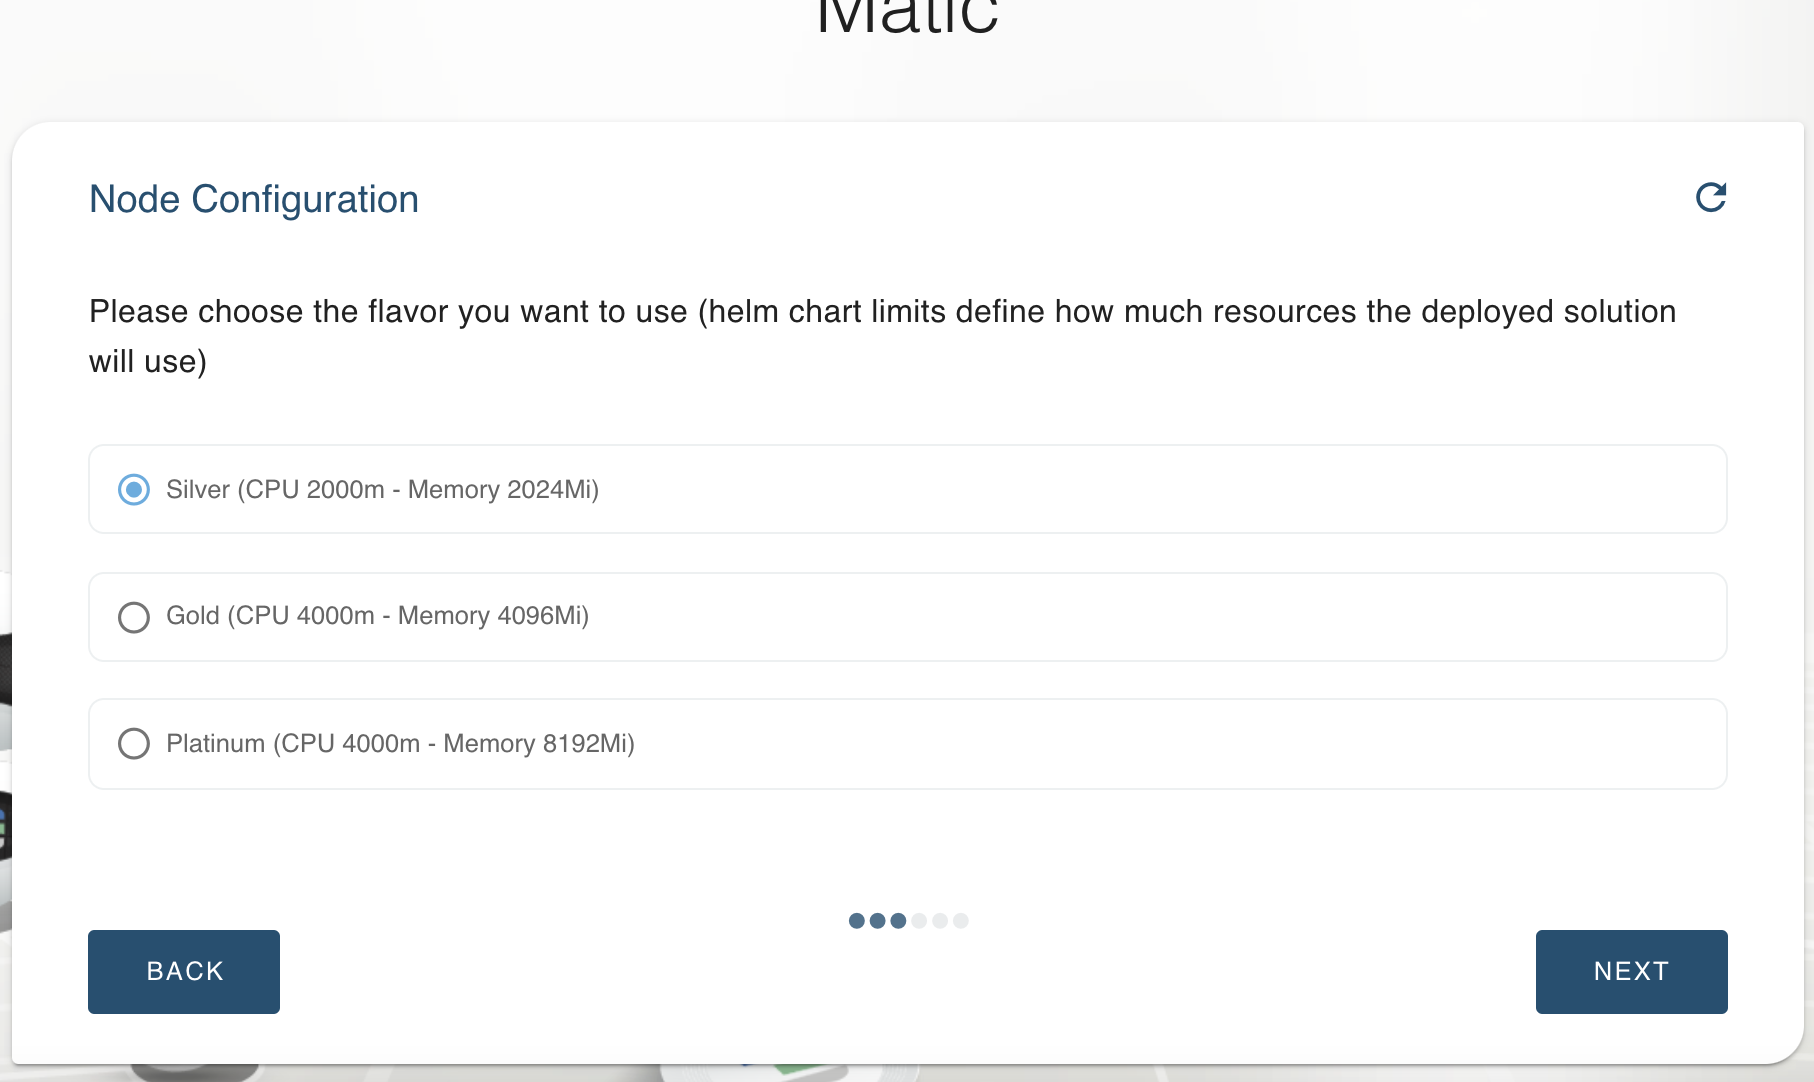 Matic
Node Configuration
Please choose the flavor you want to use (helm chart limits define how much resources the deployed solution
will use)
Silver (CPU 2000m - Memory 2024Mi)
Gold (CPU 4000m - Memory 4096Mi)
Platinum (CPU 4000m - Memory 8192Mi)
BACK
NEXT